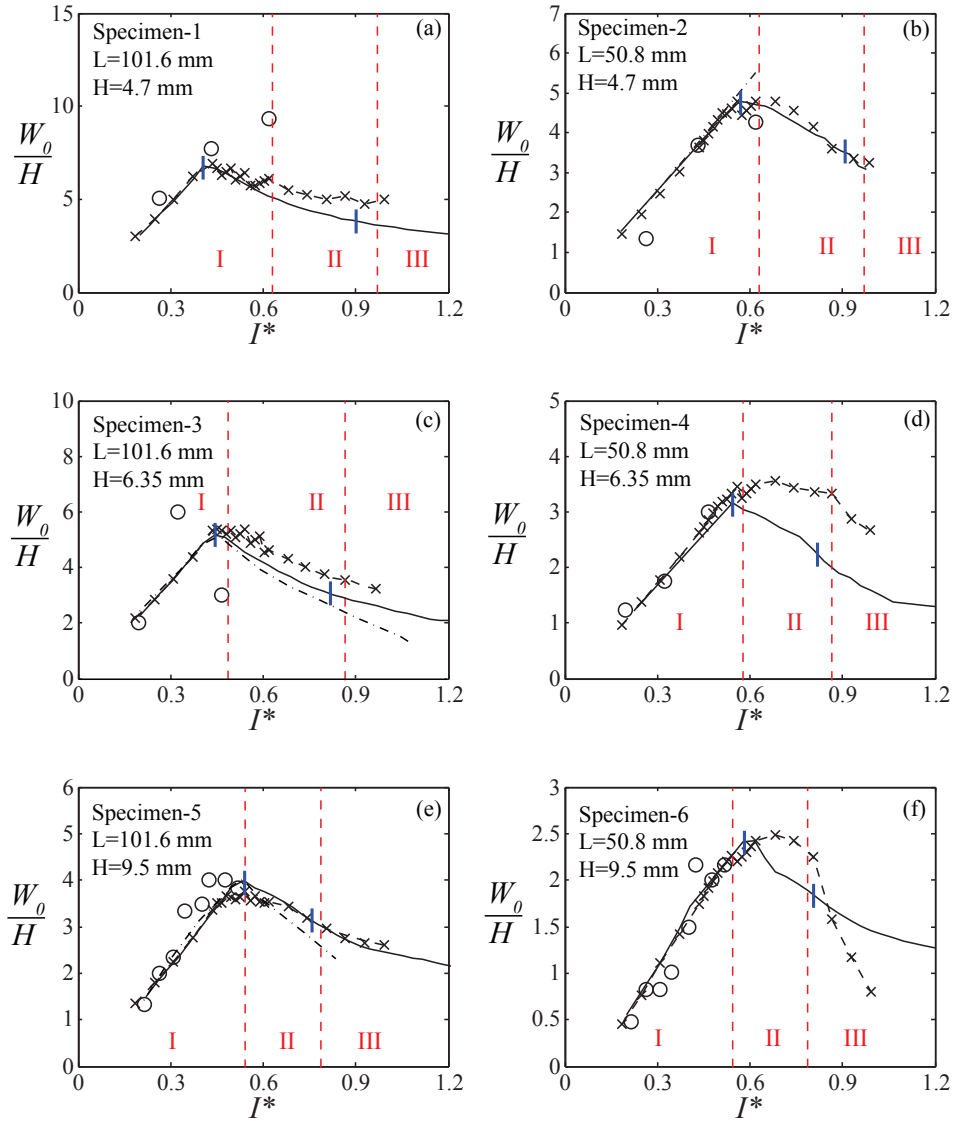 (a)
Specimen-1
L=101.6 mm
H=4.7 mm
15
10
5
0
W₀
H
I
II
III
0
0.3
0.6
0.9
1.2
I*
(b)
Specimen-2
L=50.8 mm
H=4.7 mm
7
6
5
4
3
2
1
0
W₀
H
I
II
III
0
0.3
0.6
0.9
1.2
I*
(c)
Specimen-3
L=101.6 mm
H=6.35 mm
10
8
6
4
2
0
W₀
H
I
II
III
0
0.3
0.6
0.9
1.2
I*
(d)
Specimen-4
L=50.8 mm
H=6.35 mm
5
4
3
2
1
0
W₀
H
I
II
III
0
0.3
0.6
0.9
1.2
I*
(e)
Specimen-5
L=101.6 mm
H=9.5 mm
6
5
4
3
2
1
0
W₀
H
I
II
III
0
0.3
0.6
0.9
1.2
I*
(f)
Specimen-6
L=50.8 mm
H=9.5 mm
3
2.5
2
1.5
1
0.5
0
W₀
H
I
II
III
0
0.3
0.6
0.9
1.2
I*